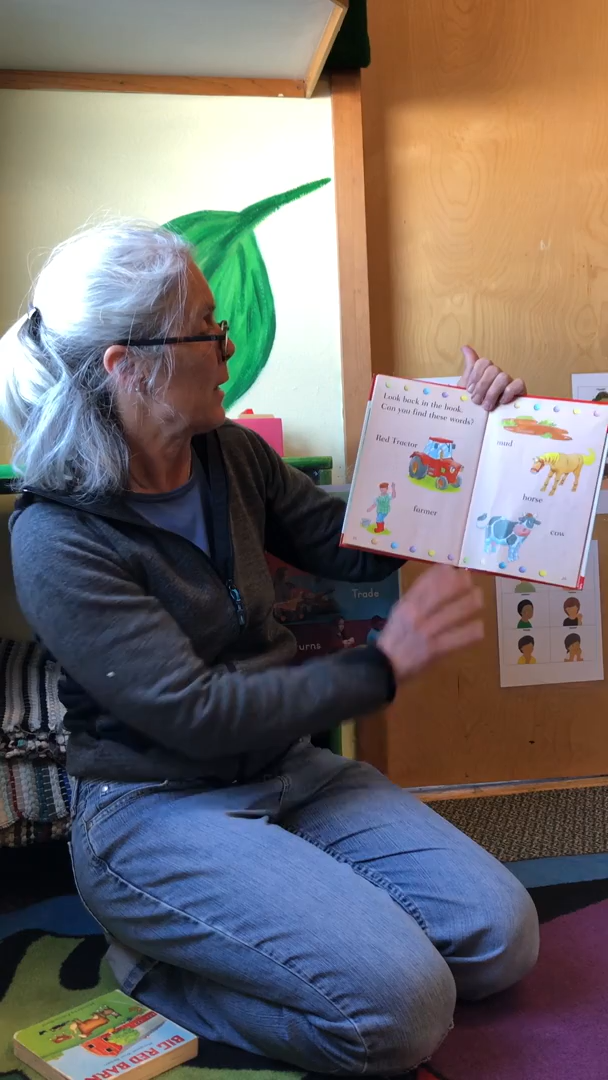 Look back in the book.
Can you find these words?
Red Tractor
farmer
mud
horse
cow
Trade
urns
BIG RED BARN